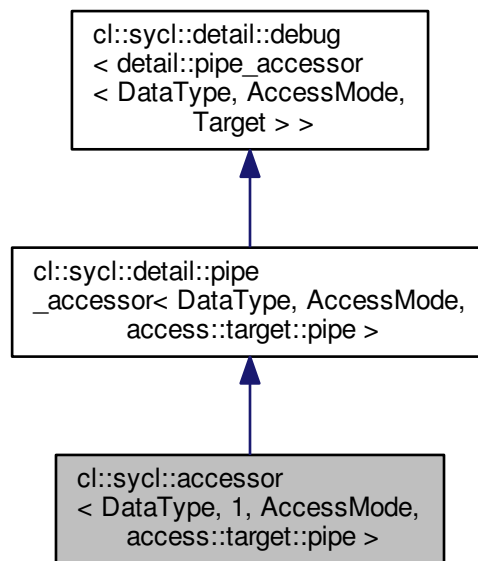 cl::sycl::detail::debug
< detail::pipe_accessor
< DataType, AccessMode,
Target > >
cl::sycl::detail::pipe
_accessor< DataType, AccessMode,
access::target::pipe >
cl::sycl::accessor
< DataType, 1, AccessMode,
access::target::pipe >